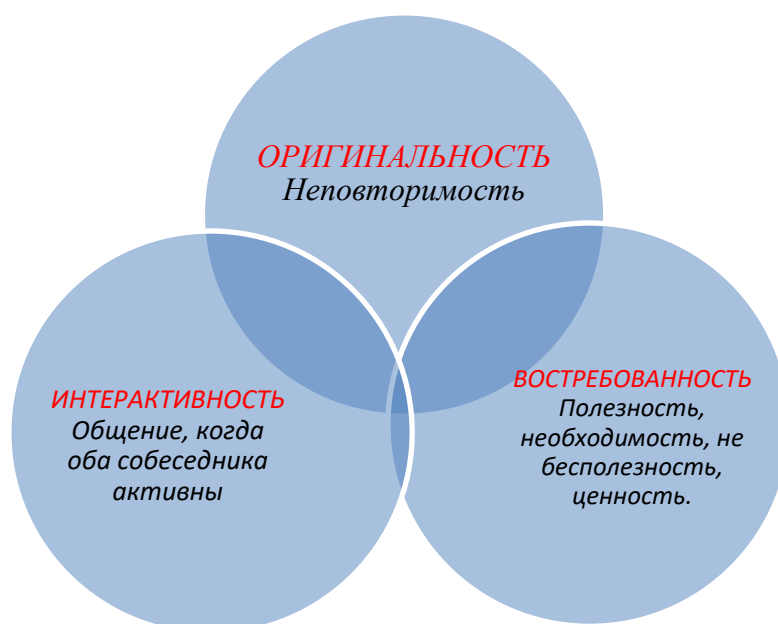 ОРИГИНАЛЬНОСТЬ
Неповторимость
ИНТЕРАКТИВНОСТЬ
Общение, когда
оба собеседника
активны
ВОСТРЕБОВАННОСТЬ
Полезность,
необходимость, не
бесполезность,
ценность.